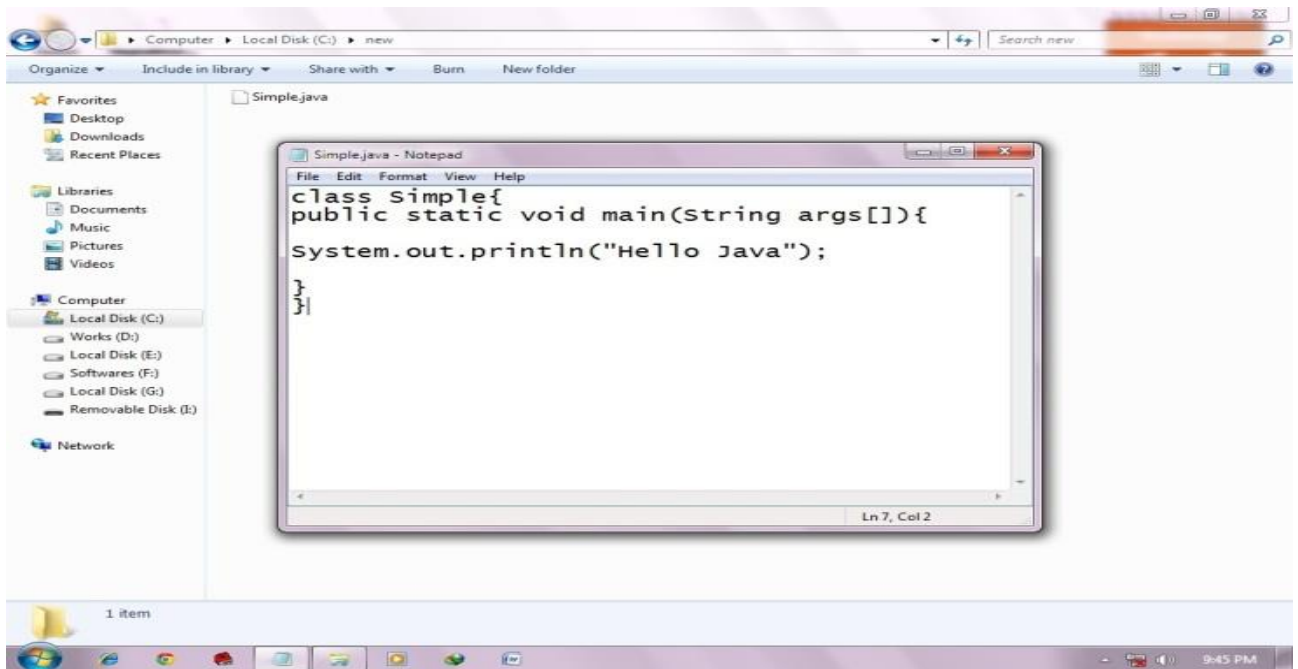 Computer ▸ Local Disk (C:) ▸ new
Search new
Organize Include in library Share with Burn New folder
Favorites
Desktop
Downloads
Recent Places
Libraries
Documents
Music
Pictures
Videos
Computer
Local Disk (C:)
Works (D:)
Local Disk (E:)
Softwares (F:)
Local Disk (G:)
Removable Disk (I:)
Network
Simple.java
Simple.java - Notepad
File Edit Format View Help
class Simple{
public static void main(String args[]){
System.out.println("Hello Java");
}
}
Ln 7, Col 2
1 item
9:45 PM